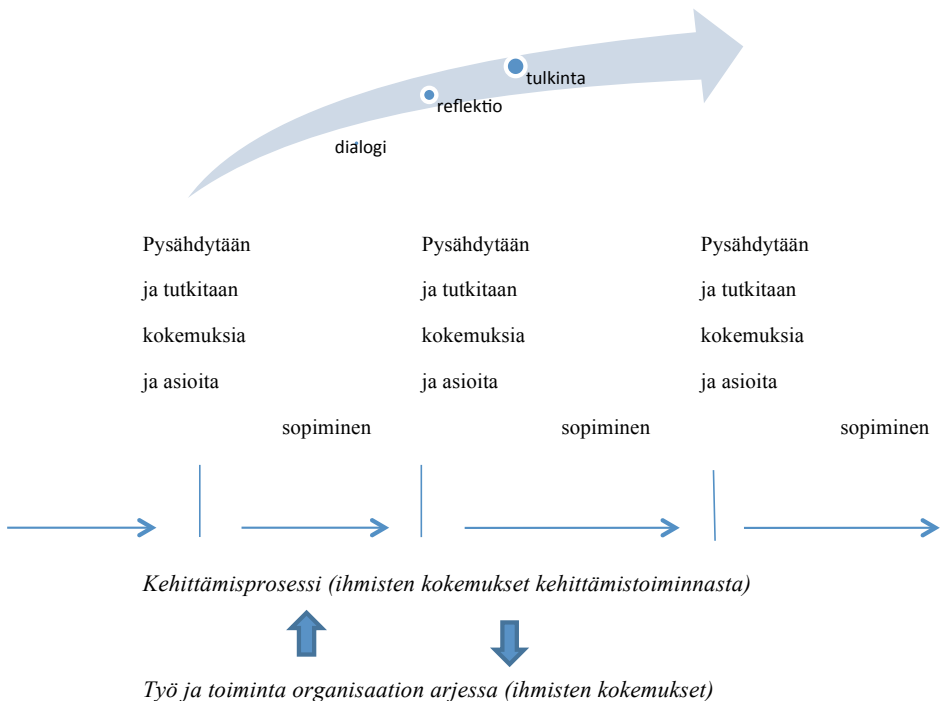 tulkinta
reflektio
dialogi
Pysähdytään Pysähdytään Pysähdytään
ja tutkitaan ja tutkitaan ja tutkitaan
kokemuksia kokemuksia kokemuksia
ja asioita ja asioita ja asioita
sopiminen sopiminen sopiminen
Kehittämisprosessi (ihmisten kokemukset kehittämistoiminnasta)
Työ ja toiminta organisaation arjessa (ihmisten kokemukset)